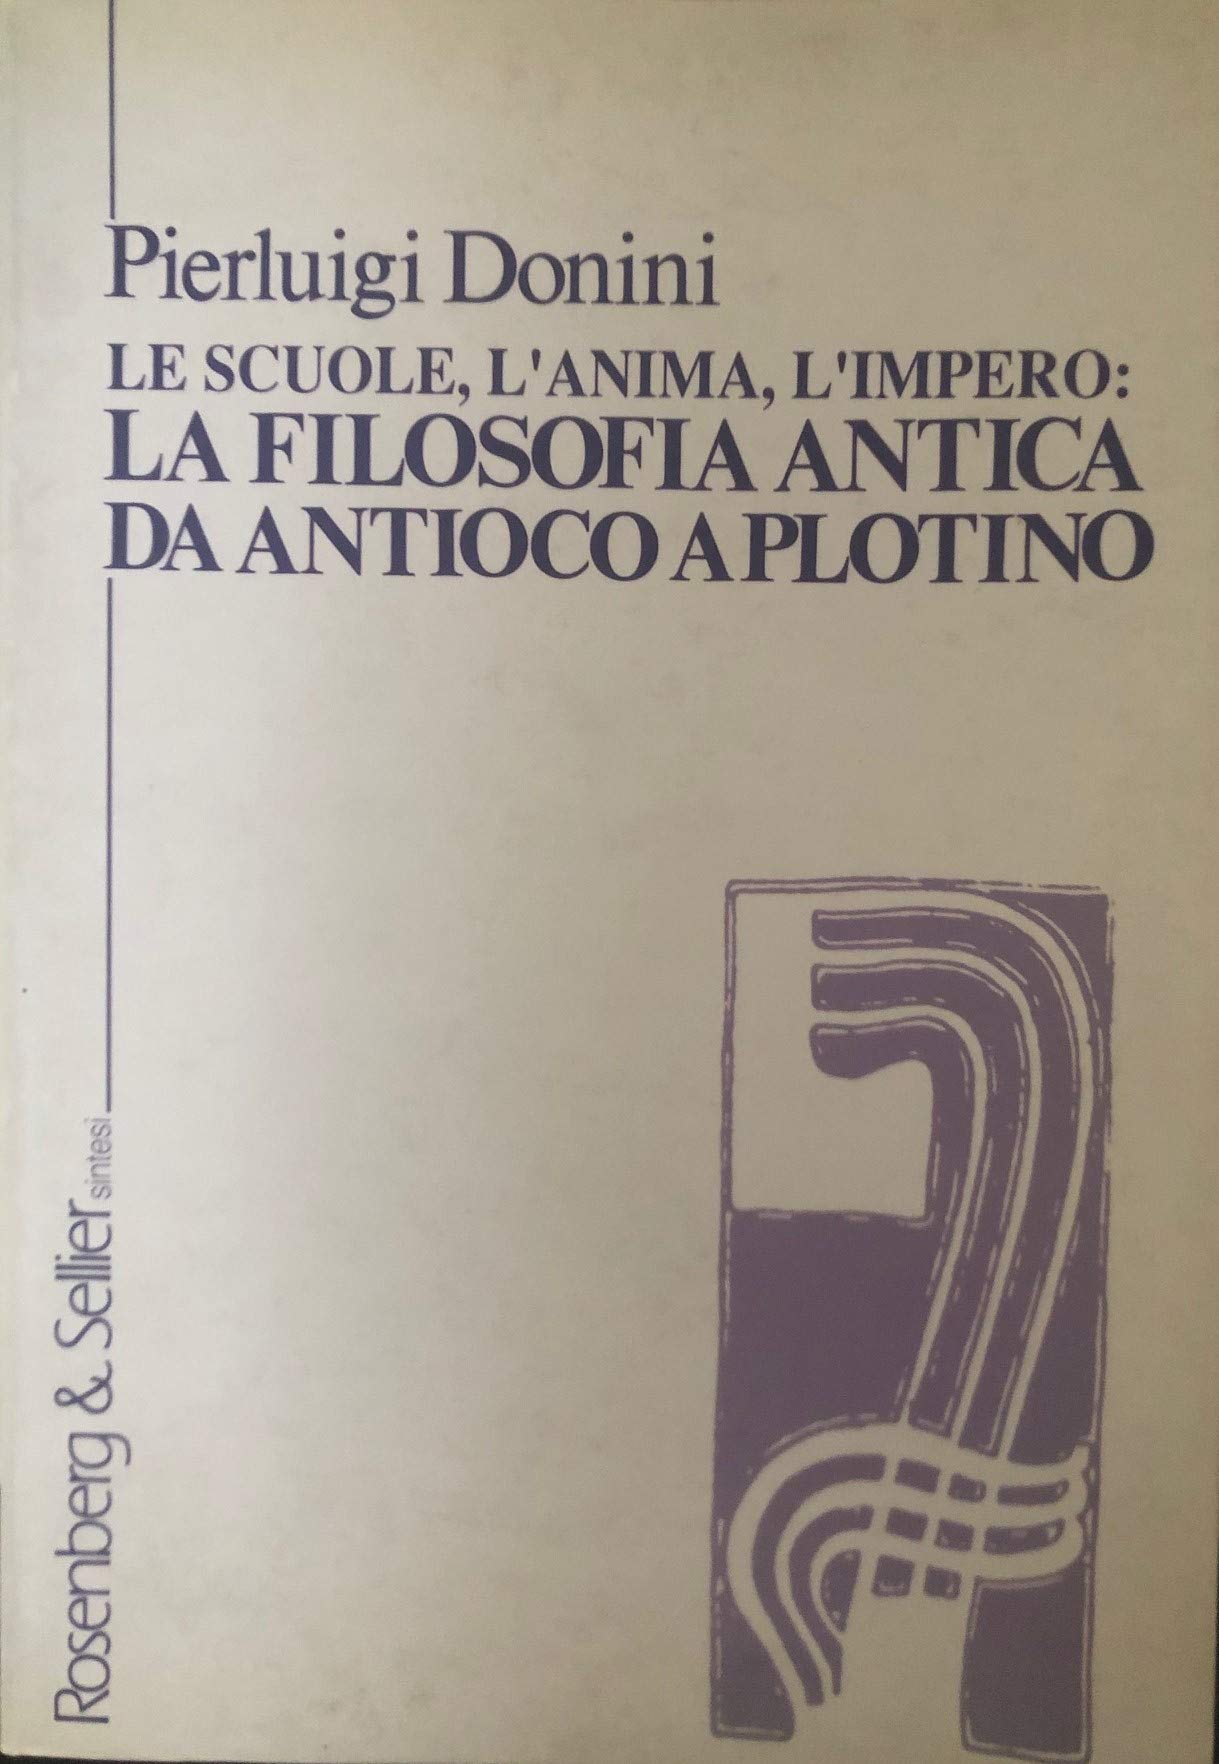 Pierluigi Donini
LE SCUOLE, L'ANIMA, L'IMPERO:
LA FILOSOFIA ANTICA
DA ANTIOCO A PLOTINO
Rosenberg & Sellier sintesi